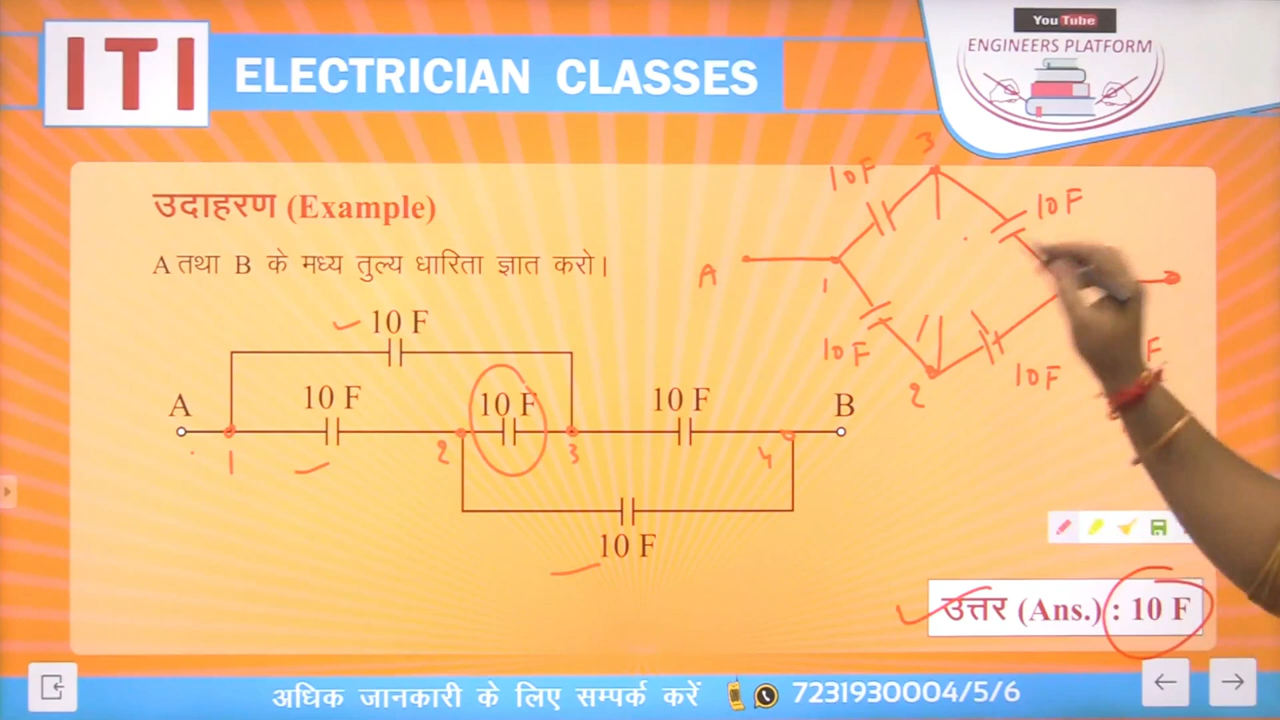 ITI
ELECTRICIAN CLASSES
YouTube
ENGINEERS PLATFORM
उदाहरण (Example)
A तथा B के मध्य तुल्य धारिता ज्ञात करो।
10 F
A
10 F
10 F
10 F
B
1
2
3
4
10 F
3
10F
10F
A
1
10F
10F
2
F
उत्तर (Ans.) : 10 F
अधिक जानकारी के लिए सम्पर्क करें 7231930004/5/6